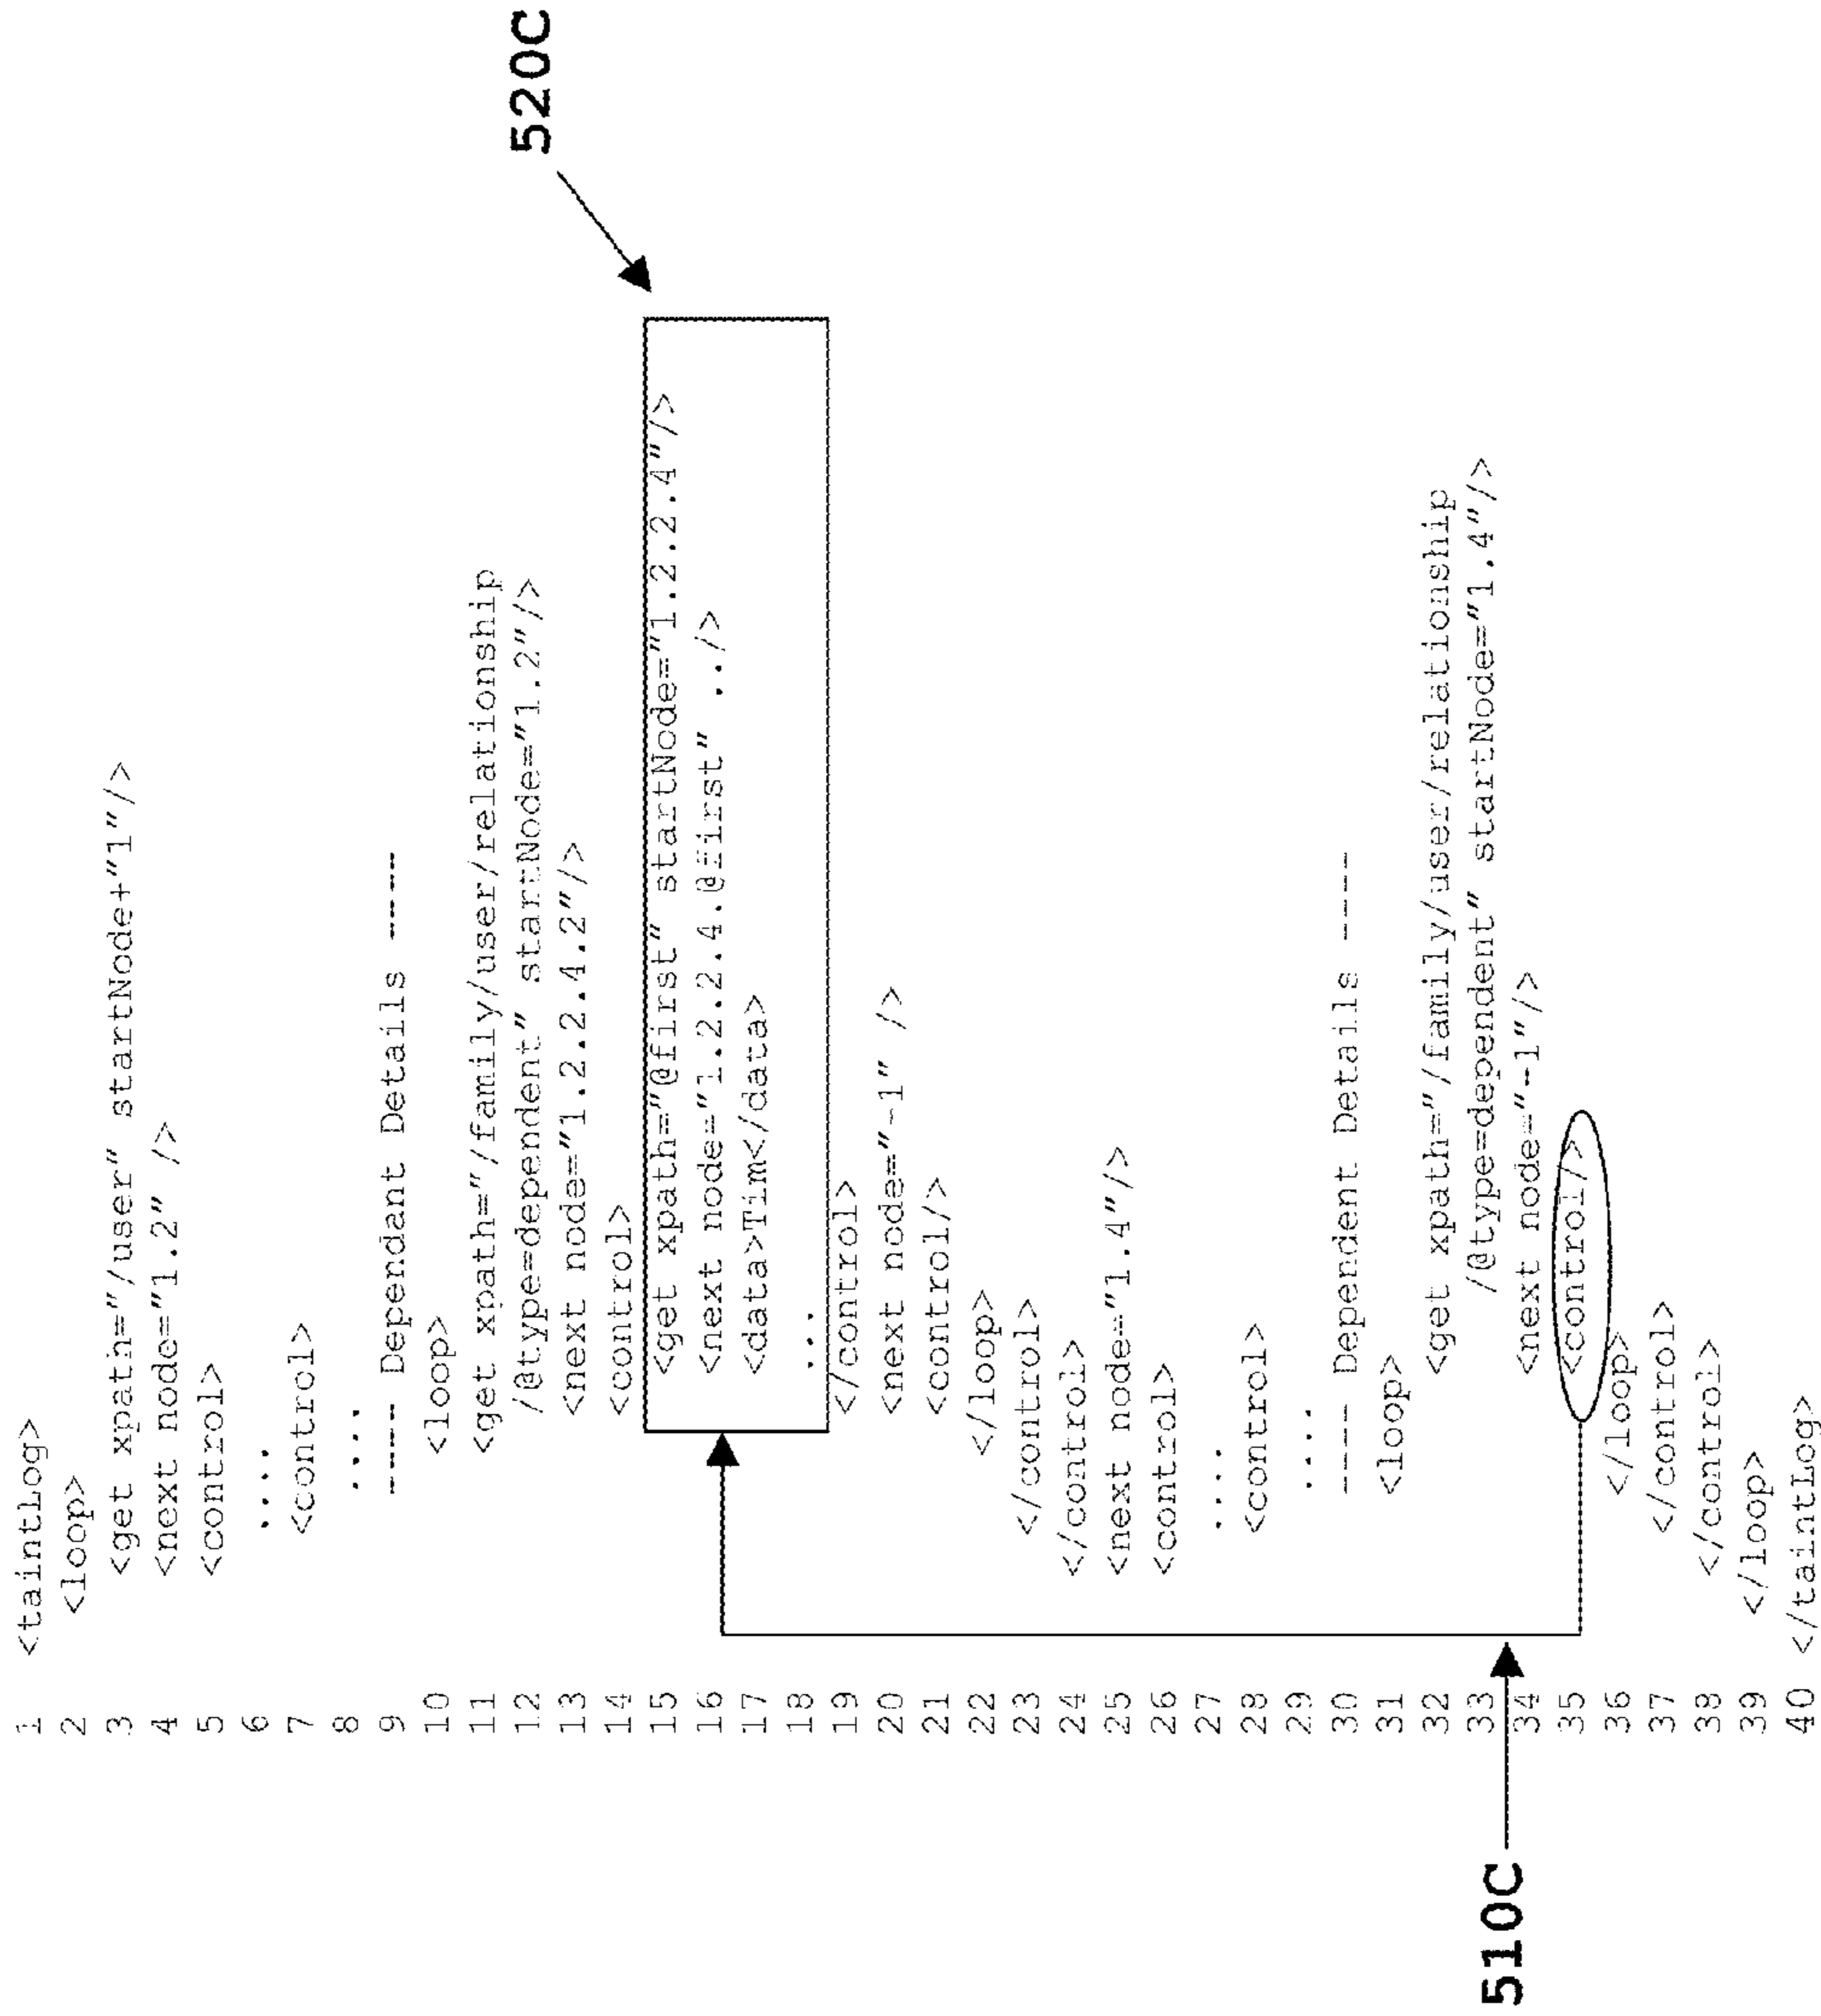 1 <taintLog>
2 <loop>
3 <get xpath="/user" startNode+"1"/>
4 <next node="1.2" />
5 <control>
6 ....
7 <control>
8 ....
9 ---- Dependant Details ----
10 <loop>
11 <get xpath="/family/user/relationship
12 /@type=dependent" startNode="1.2"/>
13 <next node="1.2.2.4.2"/>
14 <control>
15 <get xpath="@first" startNode="1.2.2.4"/>
16 <next node="1.2.2.4.@first" ../>
17 <data>Tim</data>
18 ...
19 </control>
20 <next node="-1" />
21 <control/>
22 </loop>
23 </control>
24 </control>
25 <next node="1.4"/>
26 <control>
27 ....
28 <control>
29 ....
30 ---- Dependent Details ----
31 <loop>
32 <get xpath="/family/user/relationship
33 /@type=dependent" startNode="1.4"/>
34 <next node="-1"/>
35 <control/>
36 </loop>
37 </control>
38 </control>
39 </loop>
40 </taintLog>
520C
510C